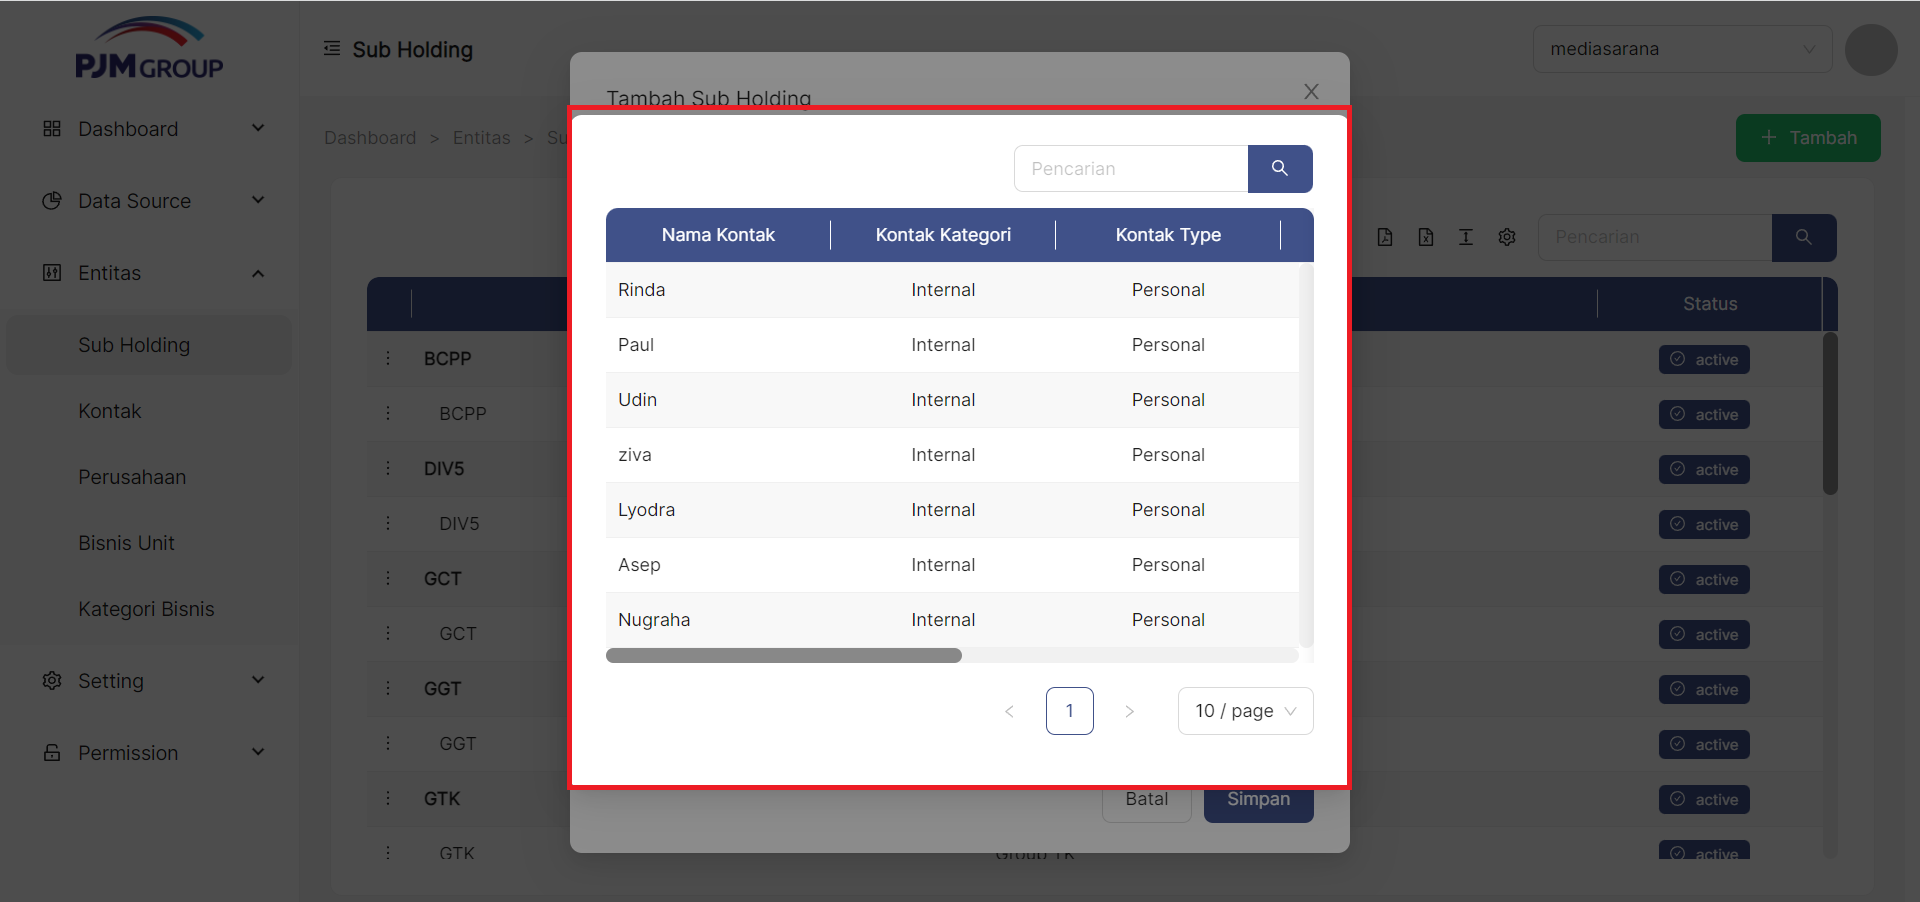 PJM GROUP
Sub Holding
mediasarana
Dashboard
Data Source
Entitas
Sub Holding
Kontak
Perusahaan
Bisnis Unit
Kategori Bisnis
Setting
Permission
Dashboard > Entitas > Su
+ Tambah
Pencarian
Status
BCPP active
BCPP active
DIV5 active
DIV5 active
GCT active
GCT active
GGT active
GGT active
GTK active
GTK Group TK active
Tambah Sub Holding
Pencarian
Nama Kontak Kontak Kategori Kontak Type
Rinda Internal Personal
Paul Internal Personal
Udin Internal Personal
ziva Internal Personal
Lyodra Internal Personal
Asep Internal Personal
Nugraha Internal Personal
< 1 > 10 / page
Batal Simpan